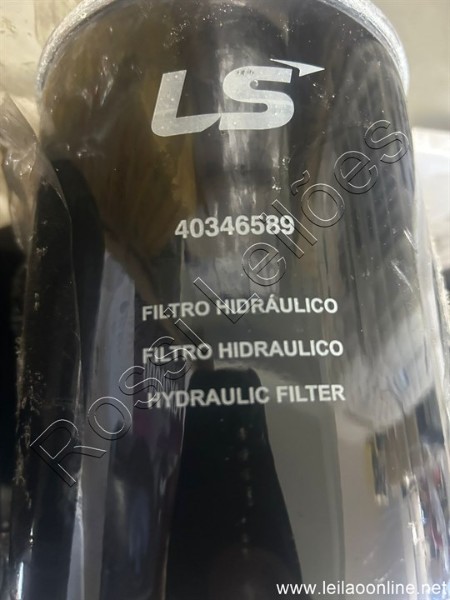 LS
40346589
FILTRO HIDRÁULICO
FILTRO HIDRAULICO
HYDRAULIC FILTER
Rossi Leilões
www.leilaoonline.net